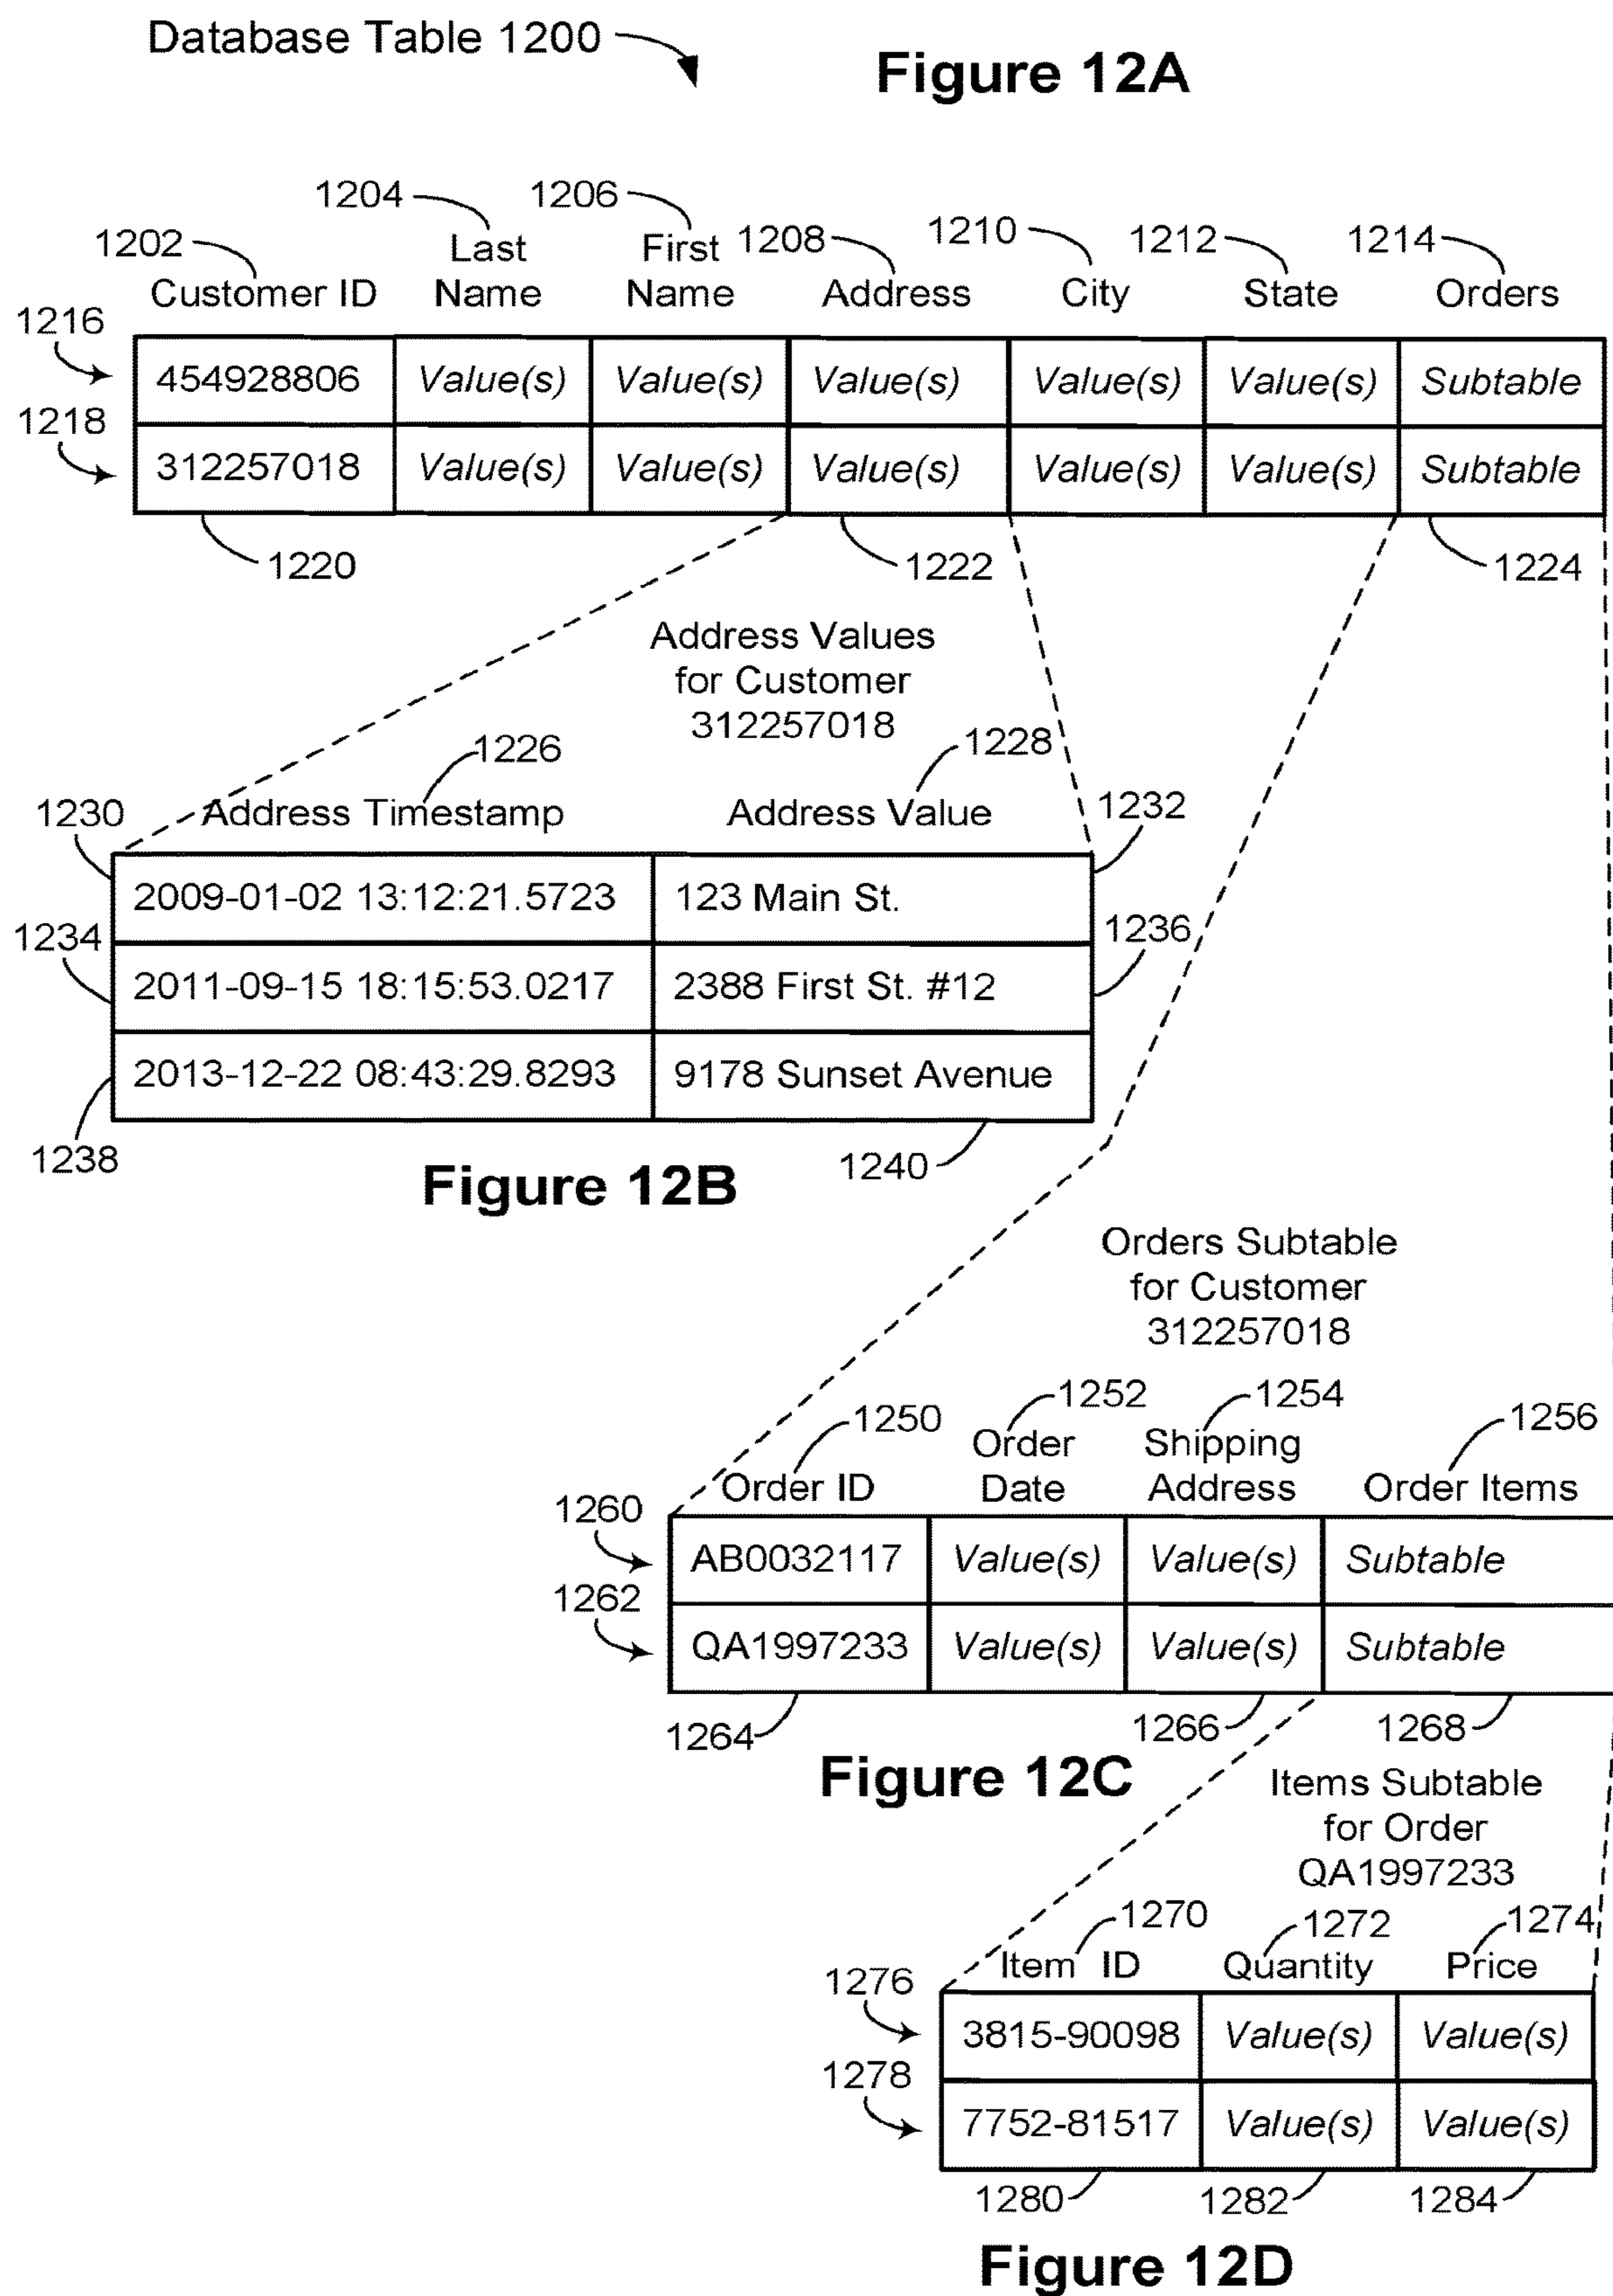 Database Table 1200
Figure 12A
1204 1206
1202 Last First 1208 1210 1212 1214
Customer ID Name Name Address City State Orders
1216
454928806 Value(s) Value(s) Value(s) Value(s) Value(s) Subtable
1218
312257018 Value(s) Value(s) Value(s) Value(s) Value(s) Subtable
1220 1222 1224
Address Values
for Customer
312257018
1226 1228
1230 Address Timestamp Address Value 1232
2009-01-02 13:12:21.5723 123 Main St.
1234 1236
2011-09-15 18:15:53.0217 2388 First St. #12
2013-12-22 08:43:29.8293 9178 Sunset Avenue
1238 1240
Figure 12B
Orders Subtable
for Customer
312257018
1250 1252 1254 1256
Order Shipping
Order ID Date Address Order Items
1260
AB0032117 Value(s) Value(s) Subtable
1262
QA1997233 Value(s) Value(s) Subtable
1264 1266 1268
Figure 12C
Items Subtable
for Order
QA1997233
1270 1272 1274
Item ID Quantity Price
1276
3815-90098 Value(s) Value(s)
1278
7752-81517 Value(s) Value(s)
1280 1282 1284
Figure 12D